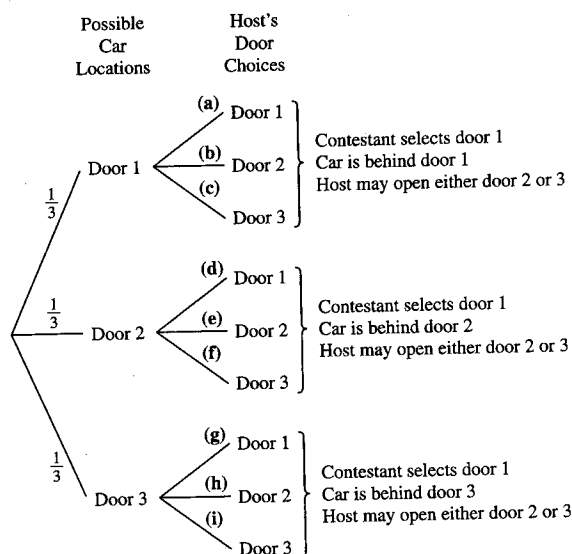 Possible
Car
Locations
Host's
Door
Choices
(a) Door 1
(b) Door 2
(c) Door 3
1/3
Door 1
Contestant selects door 1
Car is behind door 1
Host may open either door 2 or 3
(d) Door 1
(e) Door 2
(f) Door 3
1/3
Door 2
Contestant selects door 1
Car is behind door 2
Host may open either door 2 or 3
(g) Door 1
(h) Door 2
(i) Door 3
1/3
Door 3
Contestant selects door 1
Car is behind door 3
Host may open either door 2 or 3